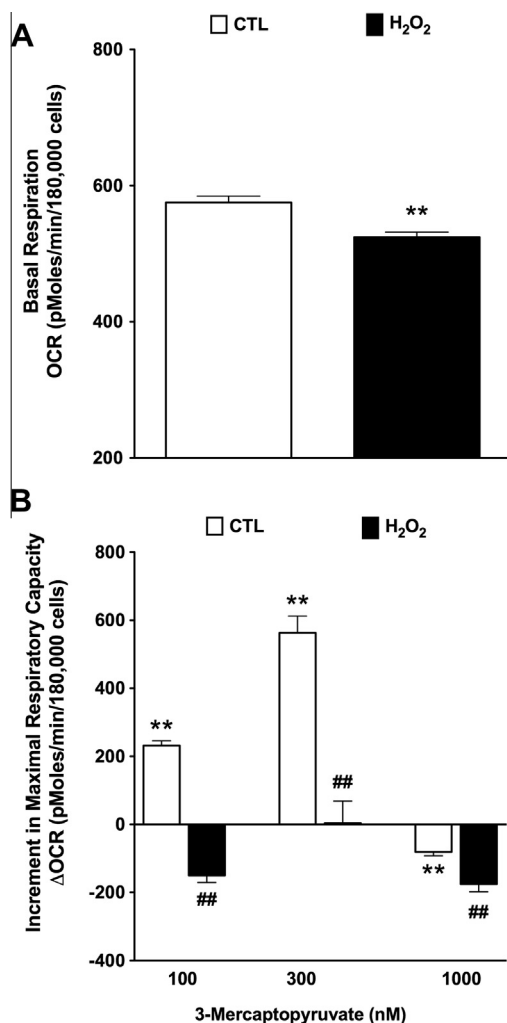 A
CTL
H₂O₂
Basal Respiration
OCR (pMoles/min/180,000 cells)
800
600
400
200
**
B
CTL
H₂O₂
Increment in Maximal Respiratory Capacity
ΔOCR (pMoles/min/180,000 cells)
800
600
400
200
0
-200
-400
**
##
**
##
**
##
100 300 1000
3-Mercaptopyruvate (nM)